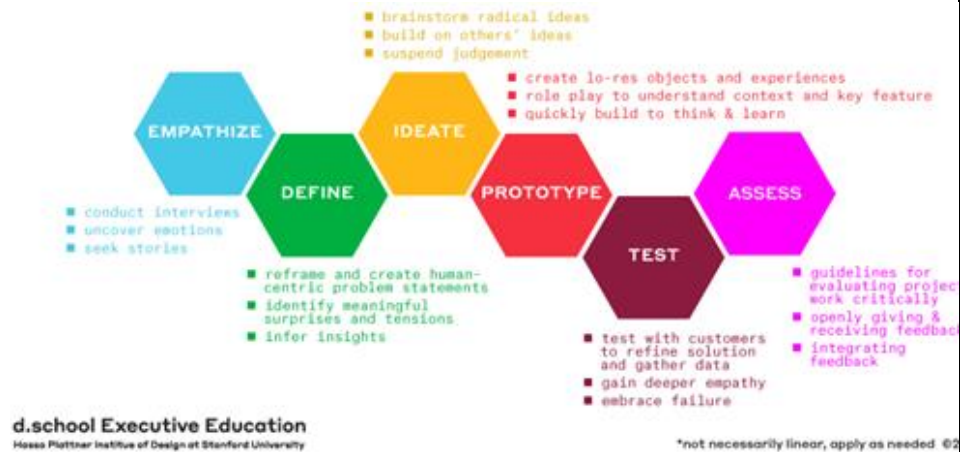 brainstorm radical ideas
build on others' ideas
suspend judgement
create lo-res objects and experiences
role play to understand context and key feature
quickly build to think & learn
EMPATHIZE
IDEATE
DEFINE
PROTOTYPE
ASSESS
TEST
conduct interviews
uncover emotions
seek stories
reframe and create human-
centric problem statements
identify meaningful
surprises and tensions
infer insights
guidelines for
evaluating projec
work critically
openly giving &
receiving feedbac
integrating
feedback
test with customers
to refine solution
and gather data
gain deeper empathy
embrace failure
d.school Executive Education
Hasso Plattner Institue of Design at Stanford University
*not necessarily linear, apply as needed ©2